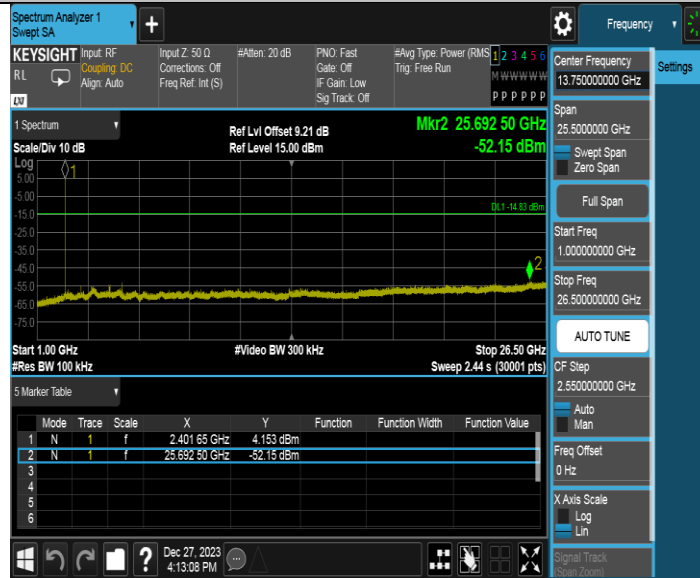 Spectrum Analyzer 1
Swept SA
+
Frequency
KEYSIGHT Input: RF
RL Coupling: DC
Align: Auto
LXI
Input Z: 50 Ω
Corrections: Off
Freq Ref: Int (S)
#Atten: 20 dB
PNO: Fast
Gate: Off
IF Gain: Low
Sig Track: Off
#Avg Type: Power (RMS
Trig: Free Run
1 2 3 4 5 6
M W W W W W
P P P P P P
1 Spectrum
Scale/Div 10 dB
Ref Lvl Offset 9.21 dB
Ref Level 15.00 dBm
Mkr2 25.692 50 GHz
-52.15 dBm
Log
5.00
-5.00
-15.0
-25.0
-35.0
-45.0
-55.0
-65.0
-75.0
1
DL1 -14.83 dBm
2
Start 1.00 GHz
#Res BW 100 kHz
#Video BW 300 kHz
Stop 26.50 GHz
Sweep 2.44 s (30001 pts)
5 Marker Table
Mode Trace Scale X Y Function Function Width Function Value
1 N 1 f 2.401 65 GHz 4.153 dBm
2 N 1 f 25.692 50 GHz -52.15 dBm
3
4
5
6
Dec 27, 2023
4:13:08 PM
?
Center Frequency
13.750000000 GHz
Settings
Span
25.5000000 GHz
Swept Span
Zero Span
Full Span
Start Freq
1.000000000 GHz
Stop Freq
26.500000000 GHz
AUTO TUNE
CF Step
2.550000000 GHz
Auto
Man
Freq Offset
0 Hz
X Axis Scale
Log
Lin
Signal Track
(Span Zoom)